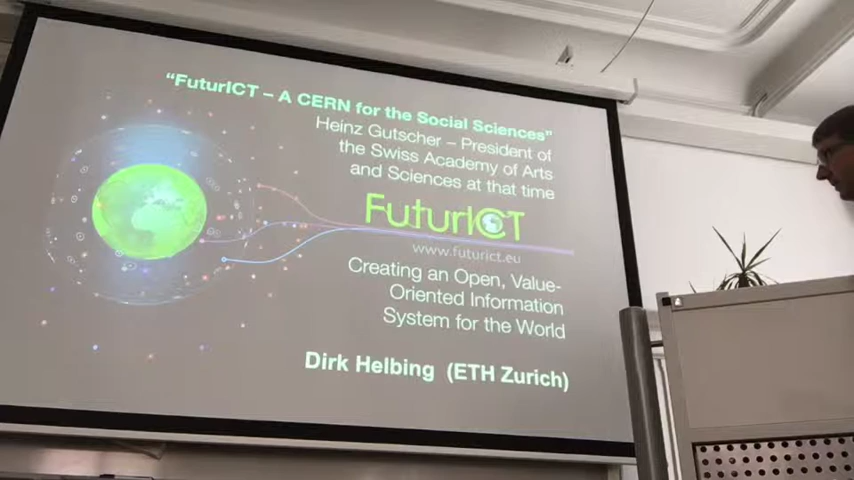 “FuturICT – A CERN for the Social Sciences”
Heinz Gutscher – President of
the Swiss Academy of Arts
and Sciences at that time
FuturICT
www.futurict.eu
Creating an Open, Value-
Oriented Information
System for the World
Dirk Helbing (ETH Zurich)